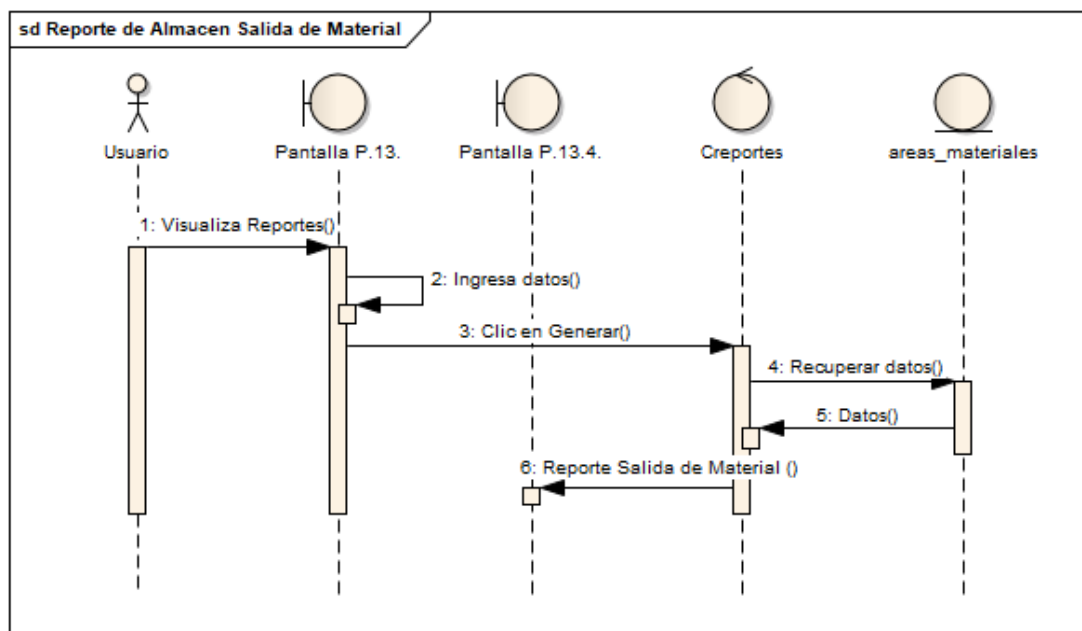 sd Reporte de Almacen Salida de Material
Usuario
Pantalla P.13.
Pantalla P.13.4.
Creportes
areas_materiales
1: Visualiza Reportes()
2: Ingresa datos()
3: Clic en Generar()
4: Recuperar datos()
5: Datos()
6: Reporte Salida de Material ()